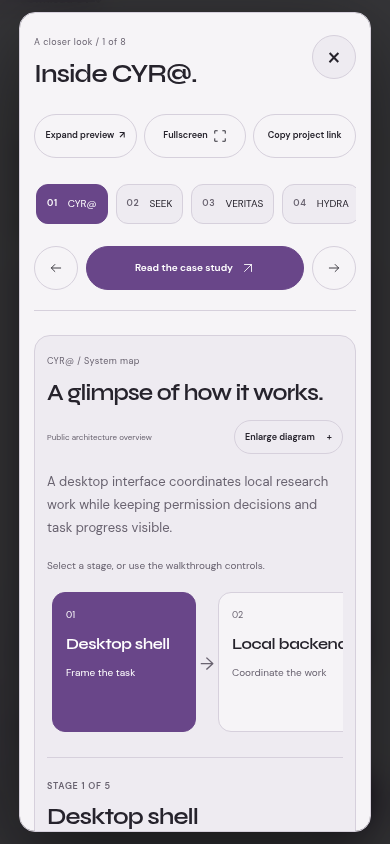 A closer look / 1 of 8
Inside CYR@.
Expand preview ↗
Fullscreen
Copy project link
01 CYR@
02 SEEK
03 VERITAS
04 HYDRA
← Read the case study ↗ →
CYR@ / System map
A glimpse of how it works.
Public architecture overview
Enlarge diagram +
A desktop interface coordinates local research
work while keeping permission decisions and
task progress visible.
Select a stage, or use the walkthrough controls.
01
Desktop shell
Frame the task
→
02
Local backend
Coordinate the work
STAGE 1 OF 5
Desktop shell